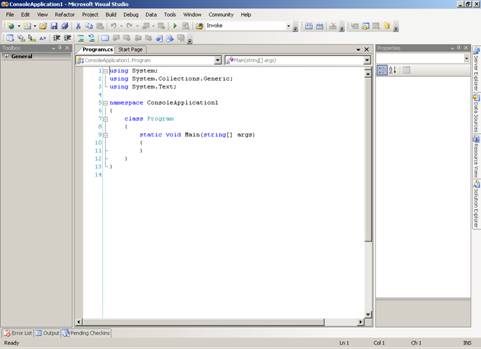 ConsoleApplication1 - Microsoft Visual Studio
File Edit View Refactor Project Build Debug Data Tools Window Community Help
Invoke
Toolbox
General
Program.cs Start Page
ConsoleApplication1.Program
Main(string[] args)
1 using System;
2 using System.Collections.Generic;
3 using System.Text;
4
5 namespace ConsoleApplication1
6 {
7 class Program
8 {
9 static void Main(string[] args)
10 {
11 }
12 }
13 }
14
Properties
Server Explorer
Data Sources
Resource View
Solution Explorer
Error List Output Pending Checkins
Ready Ln 1 Col 1 Ch 1 INS